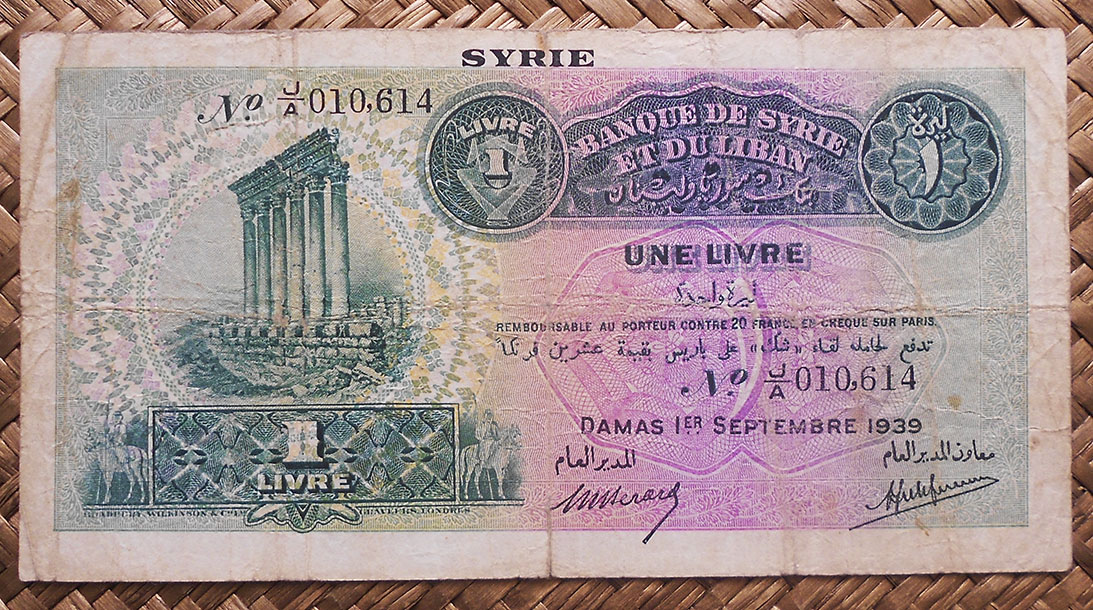 SYRIE
No J/A 010,614
LIVRE
1
BANQUE DE SYRIE
ET DU LIBAN
بنك سوريا ولبنان
ليرة
١
UNE LIVRE
ليرة واحدة
REMBOURSABLE AU PORTEUR CONTRE 20 FRANCS EN CHEQUE SUR PARIS.
تدفع لحامله لقاء «شك» على باريس بقيمة عشرين فرنكاً
No J/A 010,614
DAMAS 1ER SEPTEMBRE 1939
المدير العام
معاون المدير العام
1
LIVRE
BRADBURY, WILKINSON & Cº Lᴰ GRAVEURS, LONDRES